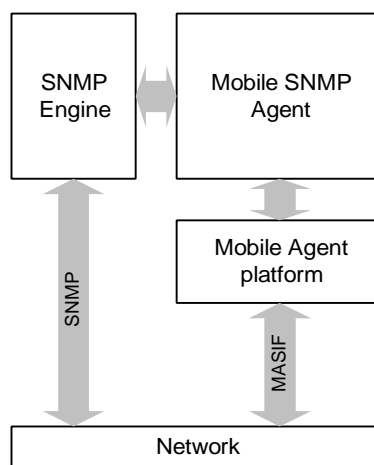 SNMP
Engine
Mobile SNMP
Agent
Mobile Agent
platform
SNMP
MASIF
Network